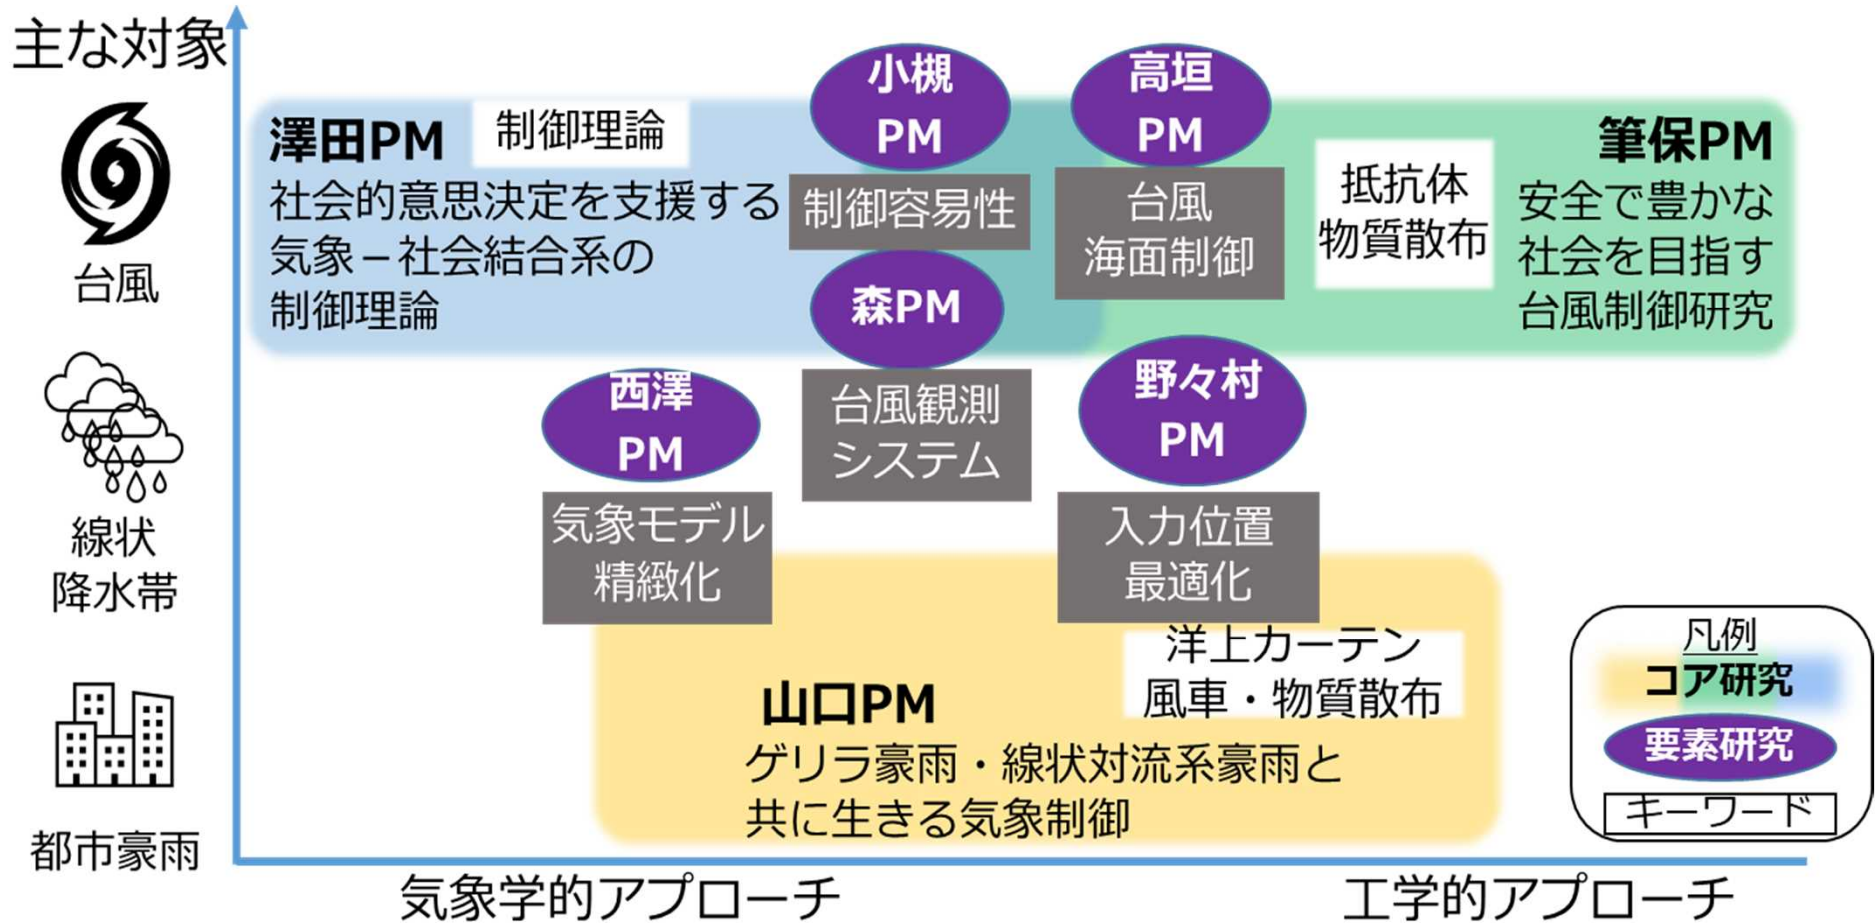 主な対象
台風
線状
降水帯
都市豪雨
澤田PM
制御理論
社会的意思決定を支援する
気象－社会結合系の
制御理論
小槻
PM
制御容易性
高垣
PM
台風
海面制御
抵抗体
物質散布
筆保PM
安全で豊かな
社会を目指す
台風制御研究
森PM
台風観測
システム
西澤
PM
気象モデル
精緻化
野々村
PM
入力位置
最適化
洋上カーテン
風車・物質散布
山口PM
ゲリラ豪雨・線状対流系豪雨と
共に生きる気象制御
凡例
コア研究
要素研究
キーワード
気象学的アプローチ
工学的アプローチ